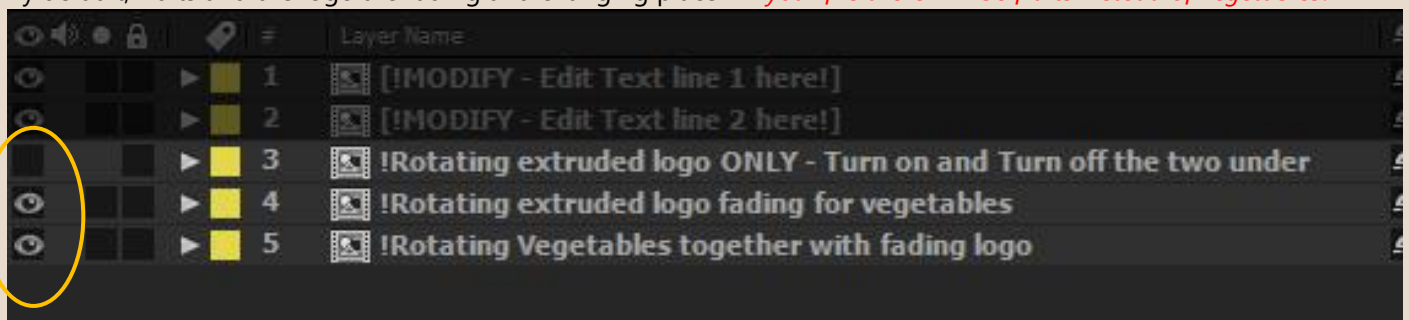 # Layer Name
1 [!MODIFY - Edit Text line 1 here!]
2 [!MODIFY - Edit Text line 2 here!]
3 !Rotating extruded logo ONLY - Turn on and Turn off the two under
4 !Rotating extruded logo fading for vegetables
5 !Rotating Vegetables together with fading logo